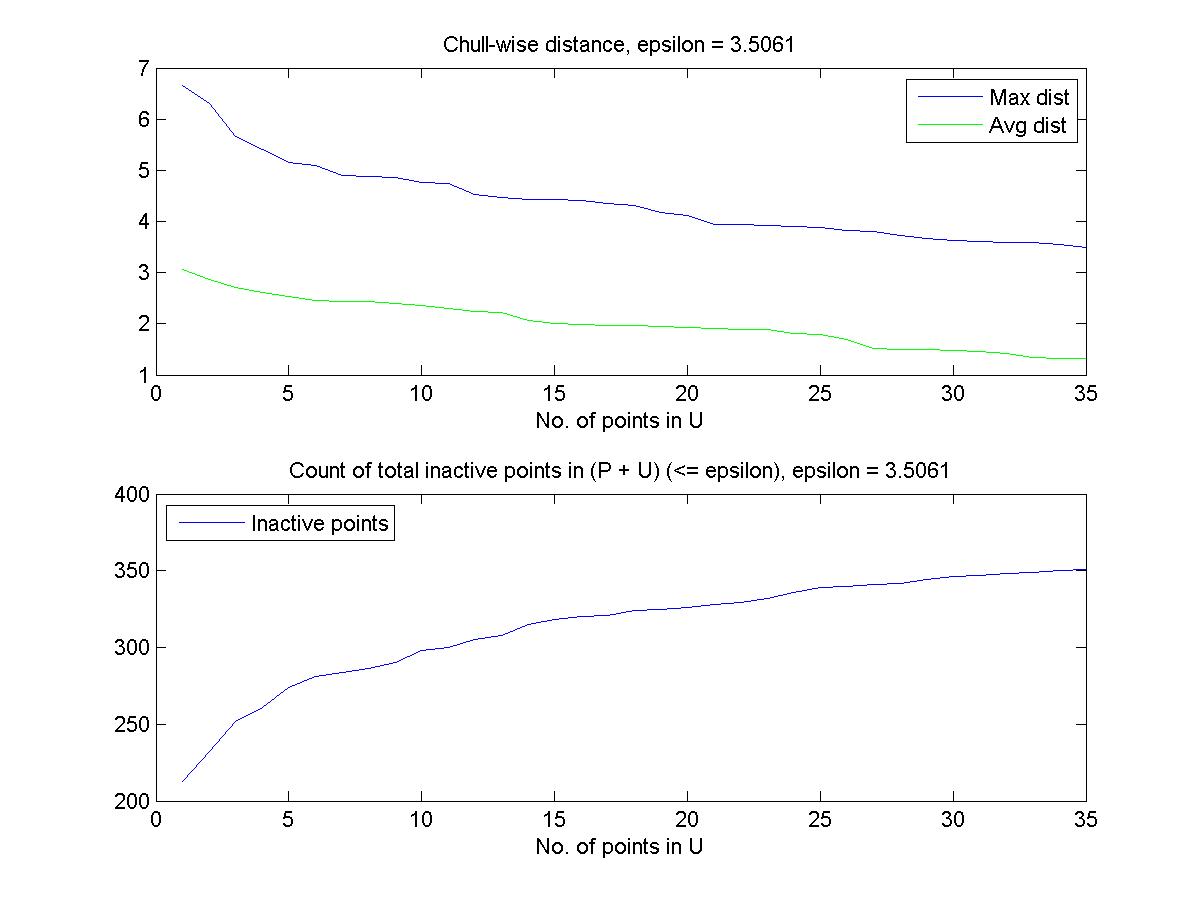 Chull-wise distance, epsilon = 3.5061
7
6
5
4
3
2
1
Max dist
Avg dist
0 5 10 15 20 25 30 35
No. of points in U
Count of total inactive points in (P + U) (<= epsilon), epsilon = 3.5061
400
350
300
250
200
Inactive points
0 5 10 15 20 25 30 35
No. of points in U